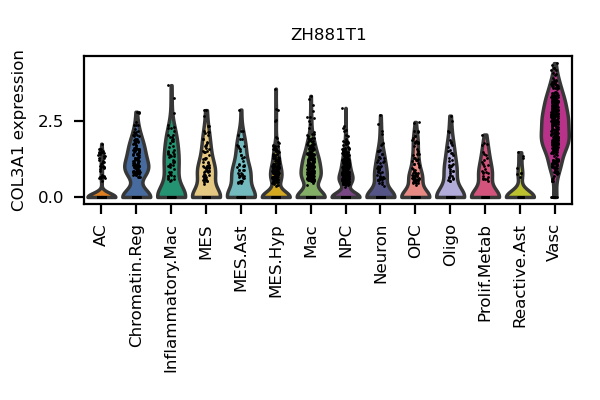 ZH881T1
COL3A1 expression
2.5
0.0
AC
Chromatin.Reg
Inflammatory.Mac
MES
MES.Ast
MES.Hyp
Mac
NPC
Neuron
OPC
Oligo
Prolif.Metab
Reactive.Ast
Vasc